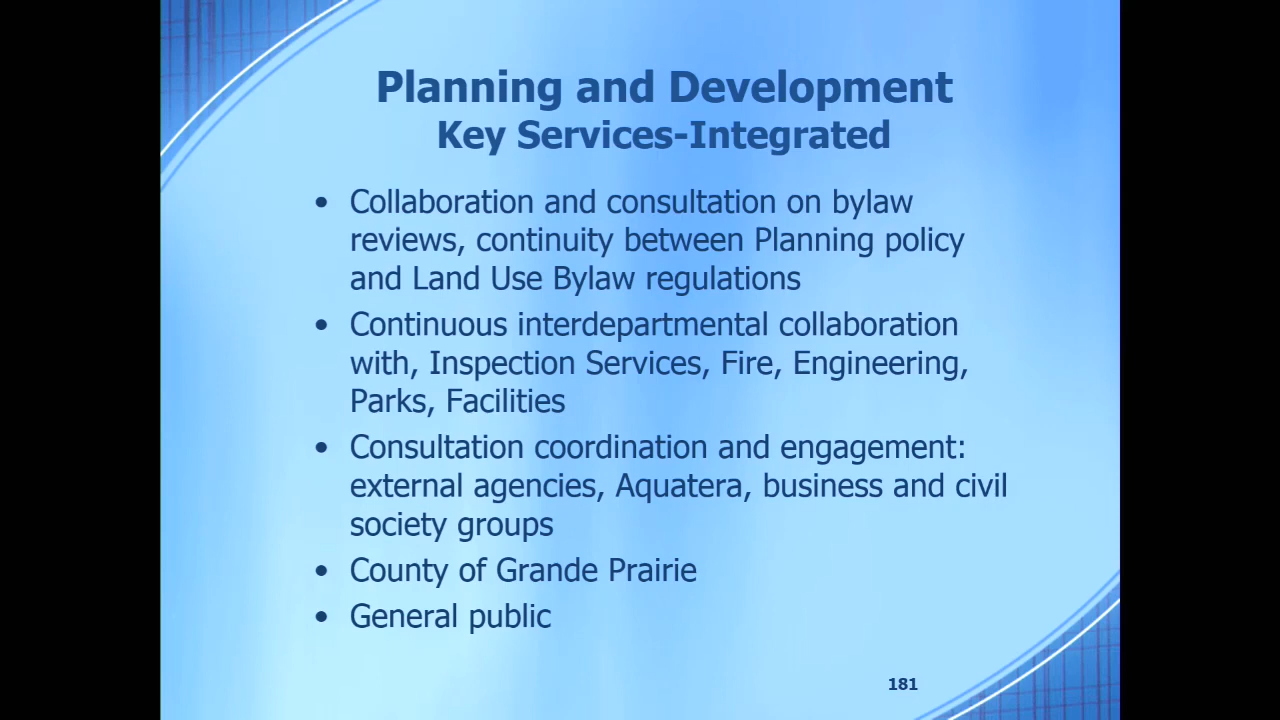 Planning and Development
Key Services-Integrated
• Collaboration and consultation on bylaw
reviews, continuity between Planning policy
and Land Use Bylaw regulations
• Continuous interdepartmental collaboration
with, Inspection Services, Fire, Engineering,
Parks, Facilities
• Consultation coordination and engagement:
external agencies, Aquatera, business and civil
society groups
• County of Grande Prairie
• General public
181